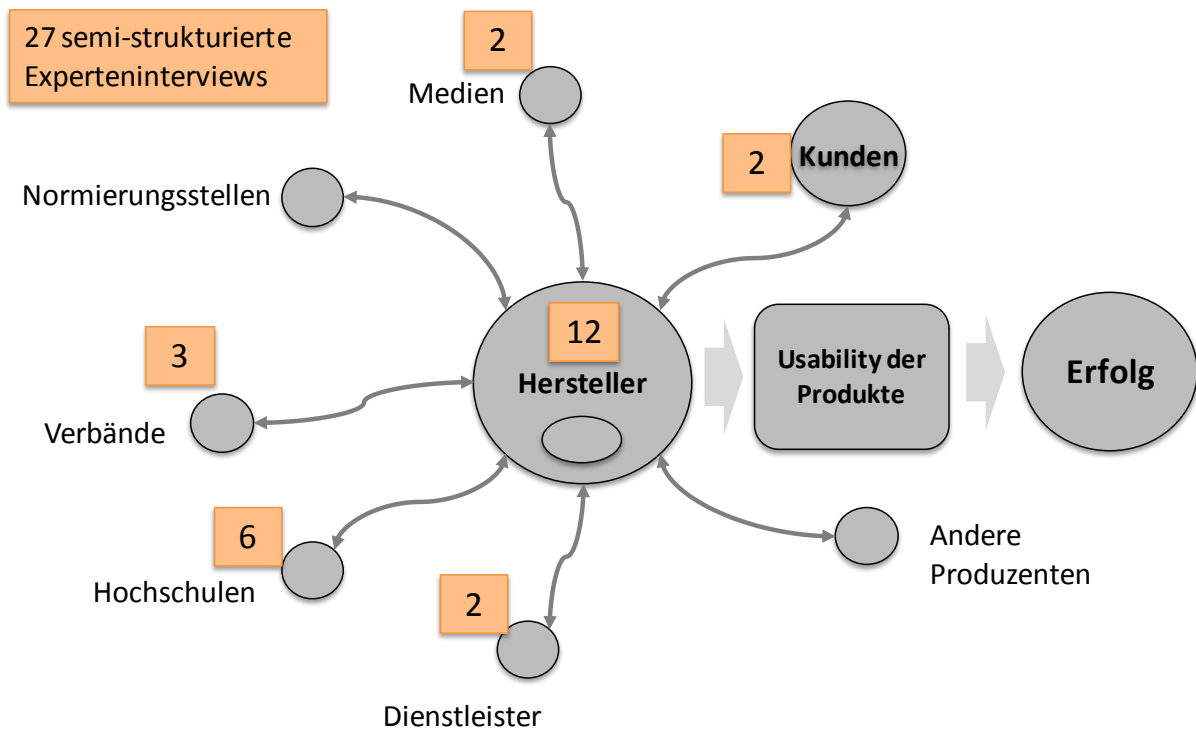 27 semi-strukturierte
Experteninterviews
2
Medien
2
Kunden
Normierungsstellen
12
Hersteller
3
Verbände
Usability der
Produkte
Erfolg
6
Hochschulen
2
Dienstleister
Andere
Produzenten